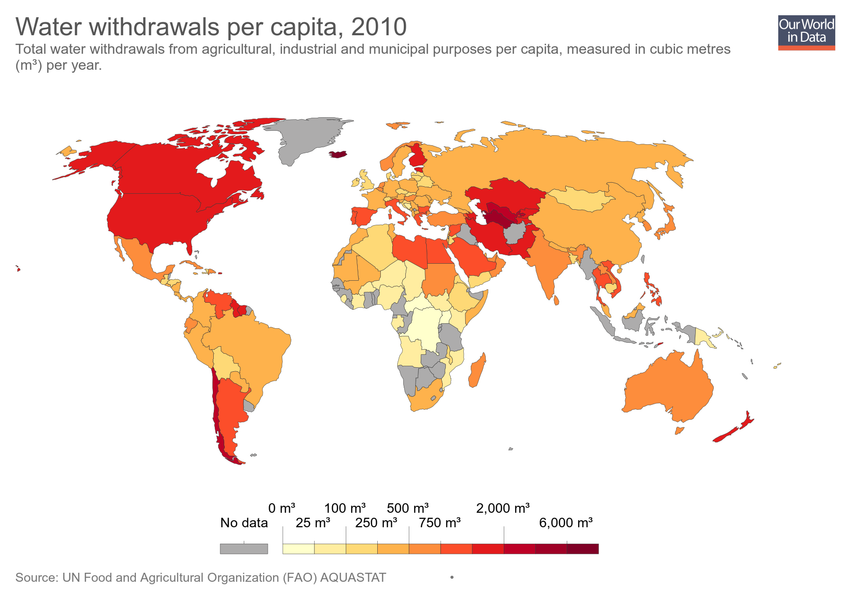 Water withdrawals per capita, 2010
Our World
in Data
Total water withdrawals from agricultural, industrial and municipal purposes per capita, measured in cubic metres
(m³) per year.
0 m³ 100 m³ 500 m³ 2,000 m³
No data 25 m³ 250 m³ 750 m³ 6,000 m³
Source: UN Food and Agricultural Organization (FAO) AQUASTAT •